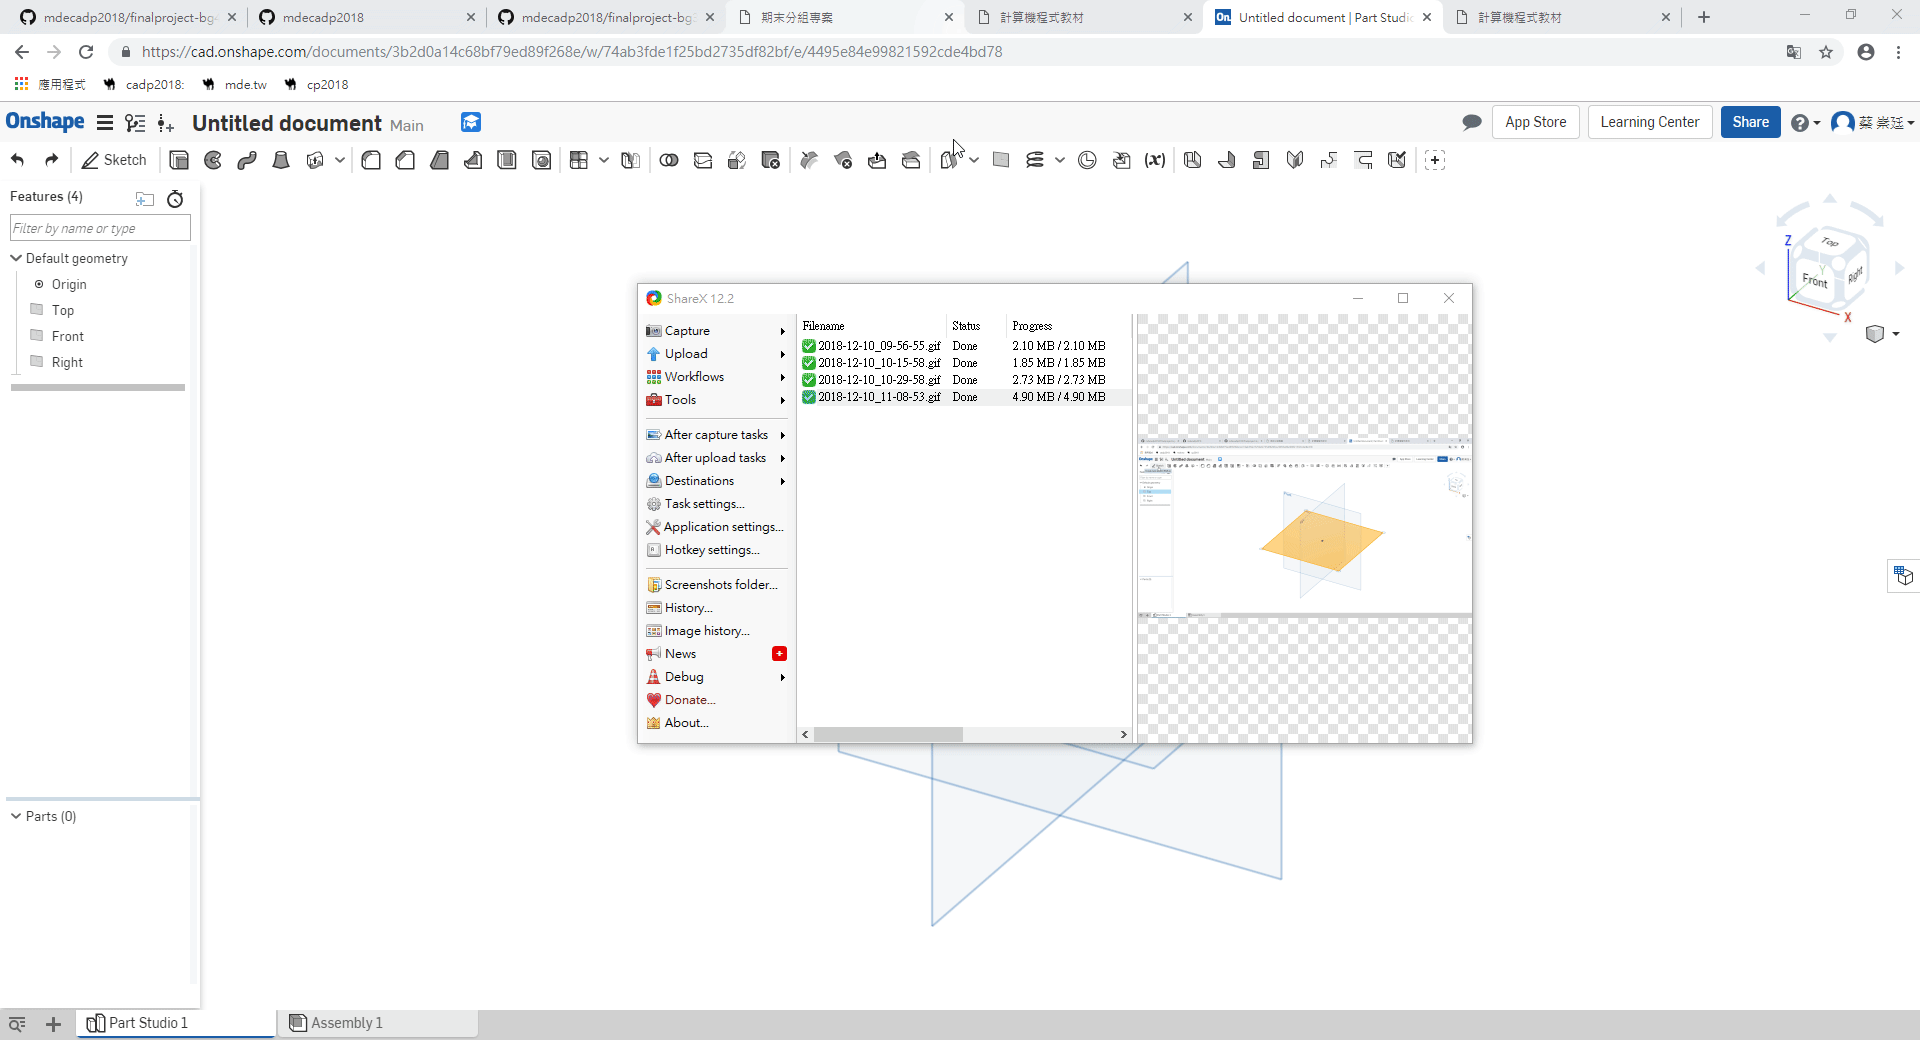 mdecadp2018/finalproject-bg4
mdecadp2018
mdecadp2018/finalproject-bg3
期末分組專案
計算機程式教材
Untitled document | Part Studio
計算機程式教材
https://cad.onshape.com/documents/3b2d0a14c68bf79ed89f268e/w/74ab3fde1f25bd2735df82bf/e/4495e84e99821592cde4bd78
應用程式
cadp2018:
mde.tw
cp2018
Onshape
Untitled document Main
App Store
Learning Center
Share
蔡 崇廷
Sketch
(x)
Features (4)
Filter by name or type
Default geometry
Origin
Top
Front
Right
Parts (0)
Z
Top
Y
Front
Right
X
ShareX 12.2
Capture
Upload
Workflows
Tools
After capture tasks
After upload tasks
Destinations
Task settings...
Application settings...
Hotkey settings...
Screenshots folder...
History...
Image history...
News
Debug
Donate...
About...
Filename Status Progress
2018-12-10_09-56-55.gif Done 2.10 MB / 2.10 MB
2018-12-10_10-15-58.gif Done 1.85 MB / 1.85 MB
2018-12-10_10-29-58.gif Done 2.73 MB / 2.73 MB
2018-12-10_11-08-53.gif Done 4.90 MB / 4.90 MB
Part Studio 1
Assembly 1